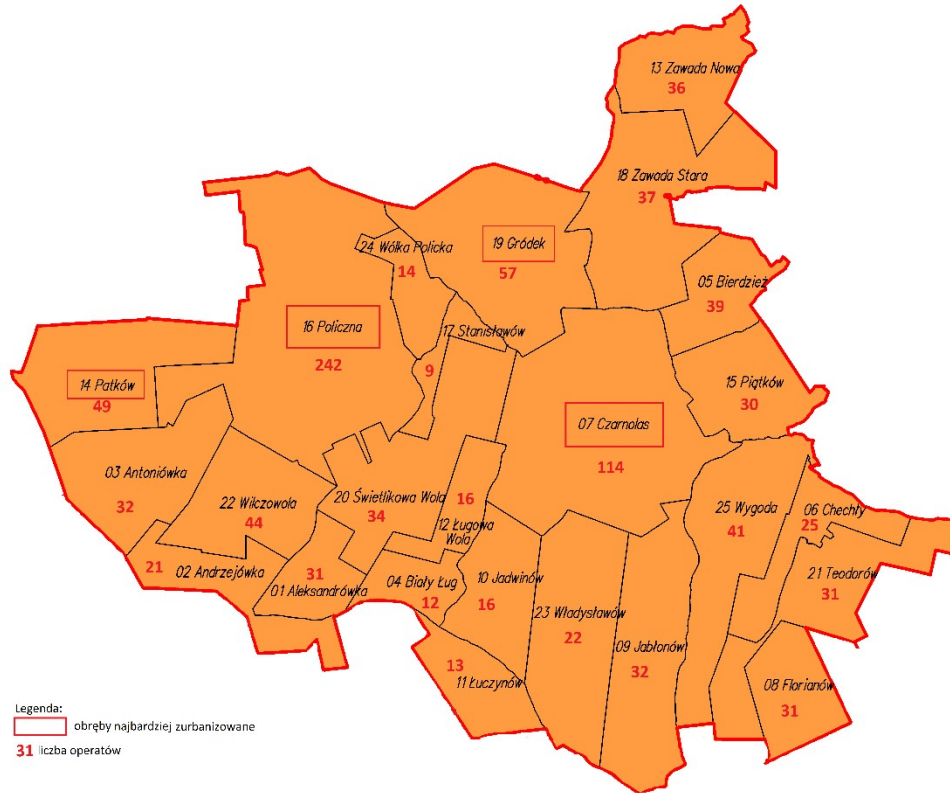 13 Zawada Nowa
36
18 Zawada Stara
37
24 Wólka Policka
14
19 Gródek
57
05 Bierdzież
39
16 Policzna
242
17 Stanisławów
9
14 Patków
49
15 Piątków
30
07 Czarnolas
114
03 Antoniówka
32
22 Wilczowola
44
20 Świetlikowa Wola
34
16
12 Ługowa
Wola
25 Wygoda
41
06 Chechły
25
21
02 Andrzejówka
31
01 Aleksandrówka
04 Biały Ług
12
10 Jadwinów
16
21 Teodorów
31
23 Władysławów
22
09 Jabłonów
32
13
11 Łuczynów
08 Florianów
31
Legenda:
obręby najbardziej zurbanizowane
31 liczba operatów